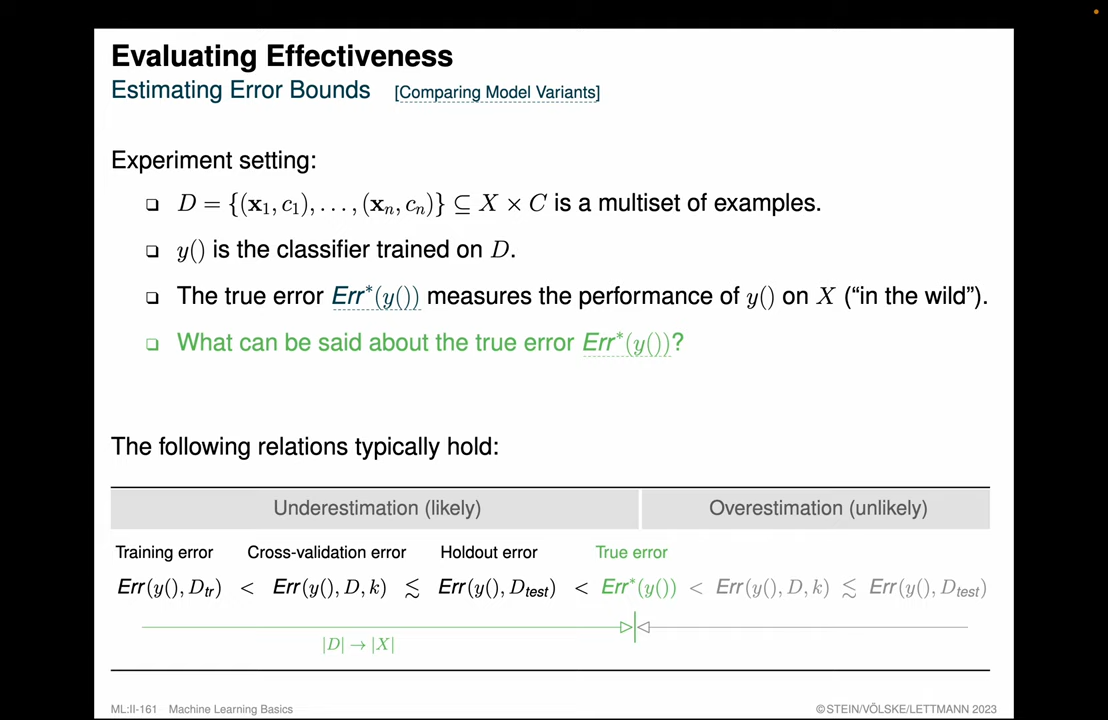 Evaluating Effectiveness
Estimating Error Bounds [Comparing Model Variants]
Experiment setting:
❑ D = {(x₁, c₁), . . . , (xₙ, cₙ)} ⊆ X × C is a multiset of examples.
❑ y() is the classifier trained on D.
❑ The true error Err*(y()) measures the performance of y() on X (“in the wild”).
❑ What can be said about the true error Err*(y())?
The following relations typically hold:
Underestimation (likely) Overestimation (unlikely)
Training error Cross-validation error Holdout error True error
Err(y(), D_tr) < Err(y(), D, k) ≲ Err(y(), D_test) < Err*(y()) < Err(y(), D, k) ≲ Err(y(), D_test)
|D| → |X|
ML:II-161 Machine Learning Basics © STEIN/VÖLSKE/LETTMANN 2023